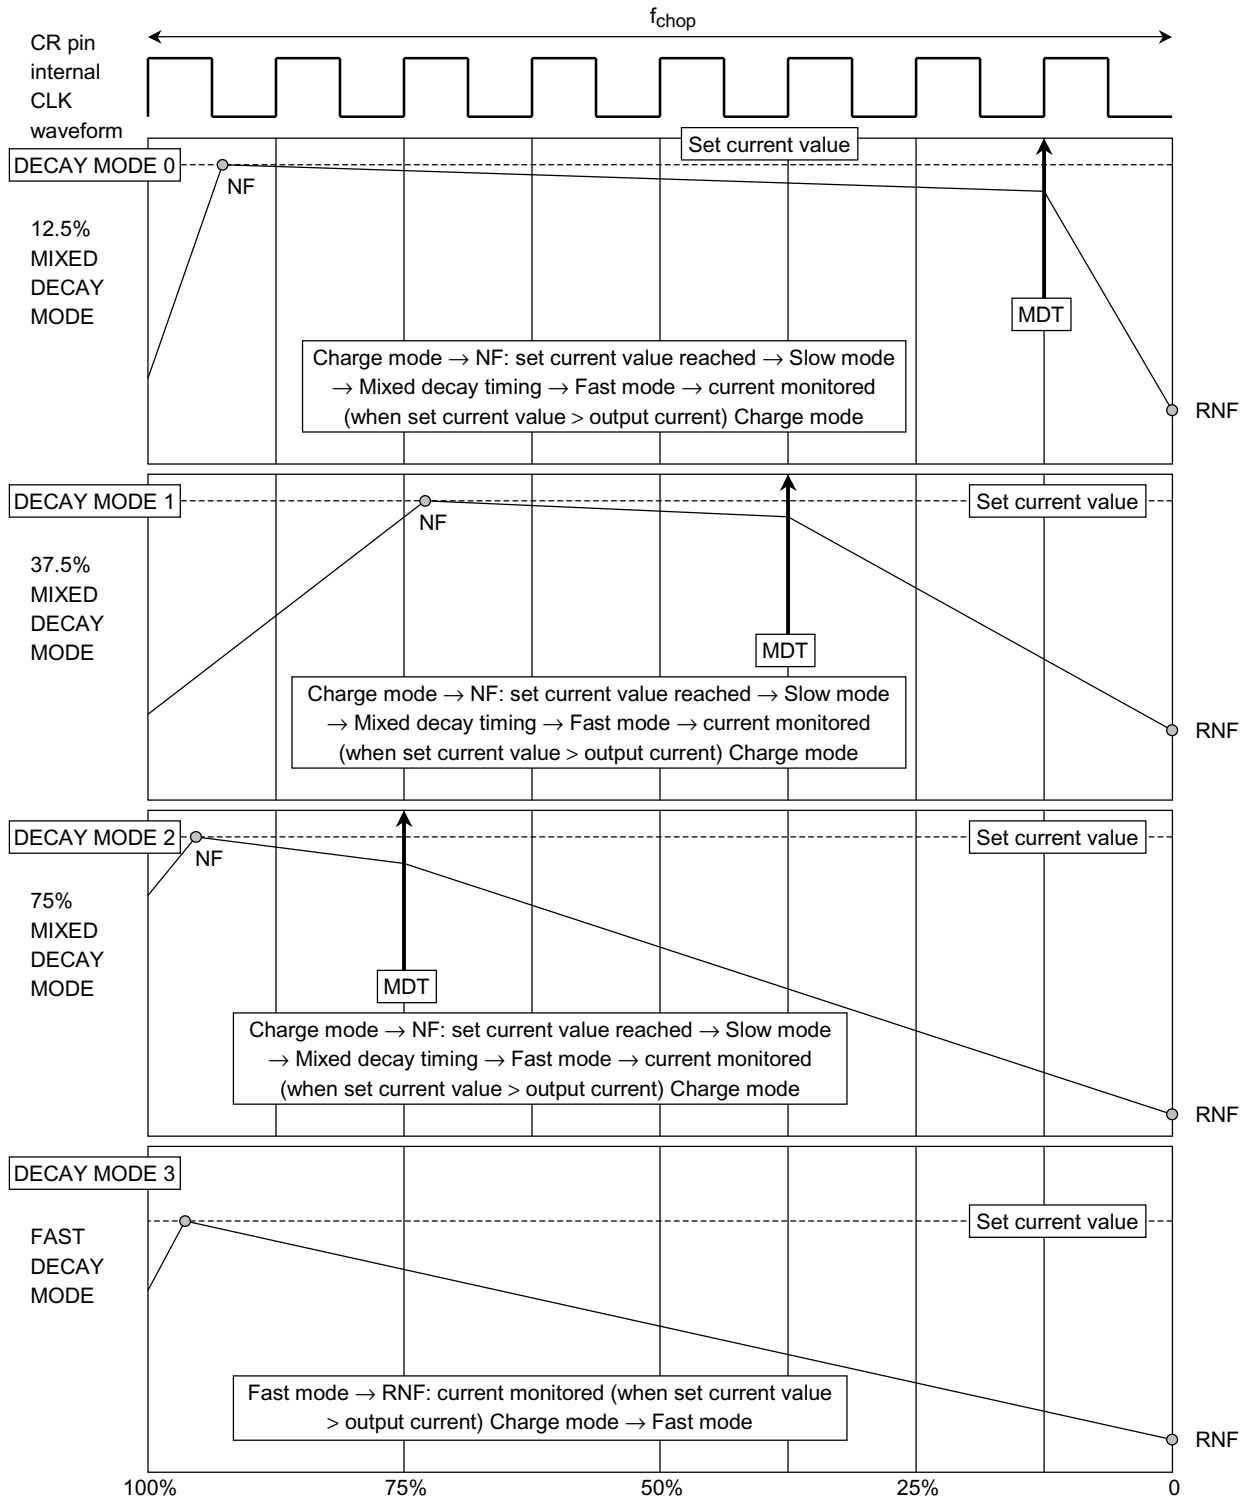 f_chop
CR pin
internal
CLK
waveform
Set current value
DECAY MODE 0
NF
12.5%
MIXED
DECAY
MODE
MDT
Charge mode → NF: set current value reached → Slow mode
→ Mixed decay timing → Fast mode → current monitored
(when set current value > output current) Charge mode
RNF
DECAY MODE 1
Set current value
NF
37.5%
MIXED
DECAY
MODE
MDT
Charge mode → NF: set current value reached → Slow mode
→ Mixed decay timing → Fast mode → current monitored
(when set current value > output current) Charge mode
RNF
DECAY MODE 2
Set current value
NF
75%
MIXED
DECAY
MODE
MDT
Charge mode → NF: set current value reached → Slow mode
→ Mixed decay timing → Fast mode → current monitored
(when set current value > output current) Charge mode
RNF
DECAY MODE 3
Set current value
FAST
DECAY
MODE
Fast mode → RNF: current monitored (when set current value
> output current) Charge mode → Fast mode
RNF
100%
75%
50%
25%
0